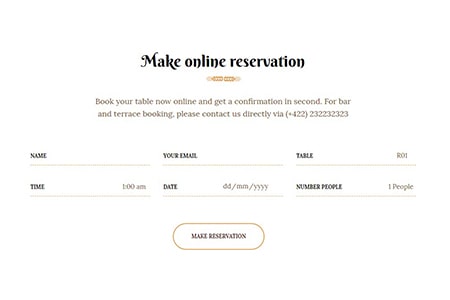 Make online reservation
Book your table now online and get a confirmation in second. For bar
and terrace booking, please contact us directly via (+422) 232232323
NAME YOUR EMAIL TABLE R01
TIME 1:00 am DATE dd/mm/yyyy NUMBER PEOPLE 1 People
MAKE RESERVATION